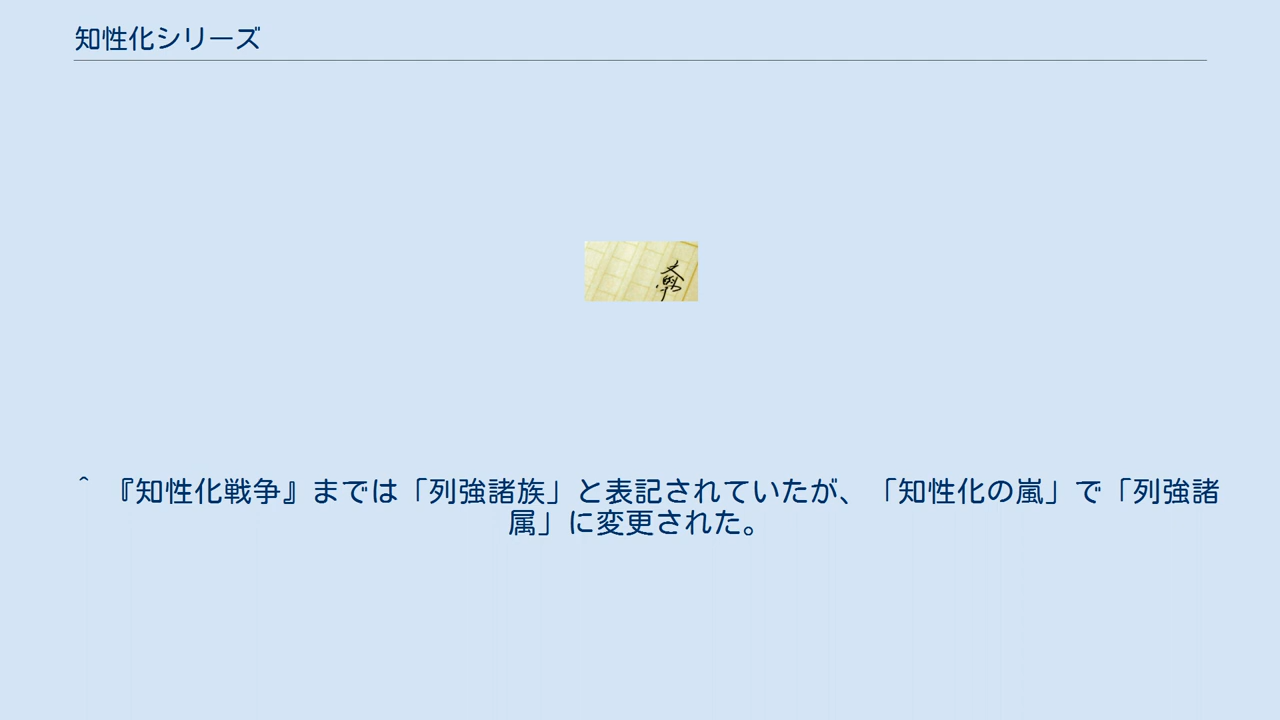 知性化シリーズ
^ 『知性化戦争』までは「列強諸族」と表記されていたが、「知性化の嵐」で「列強諸
属」に変更された。